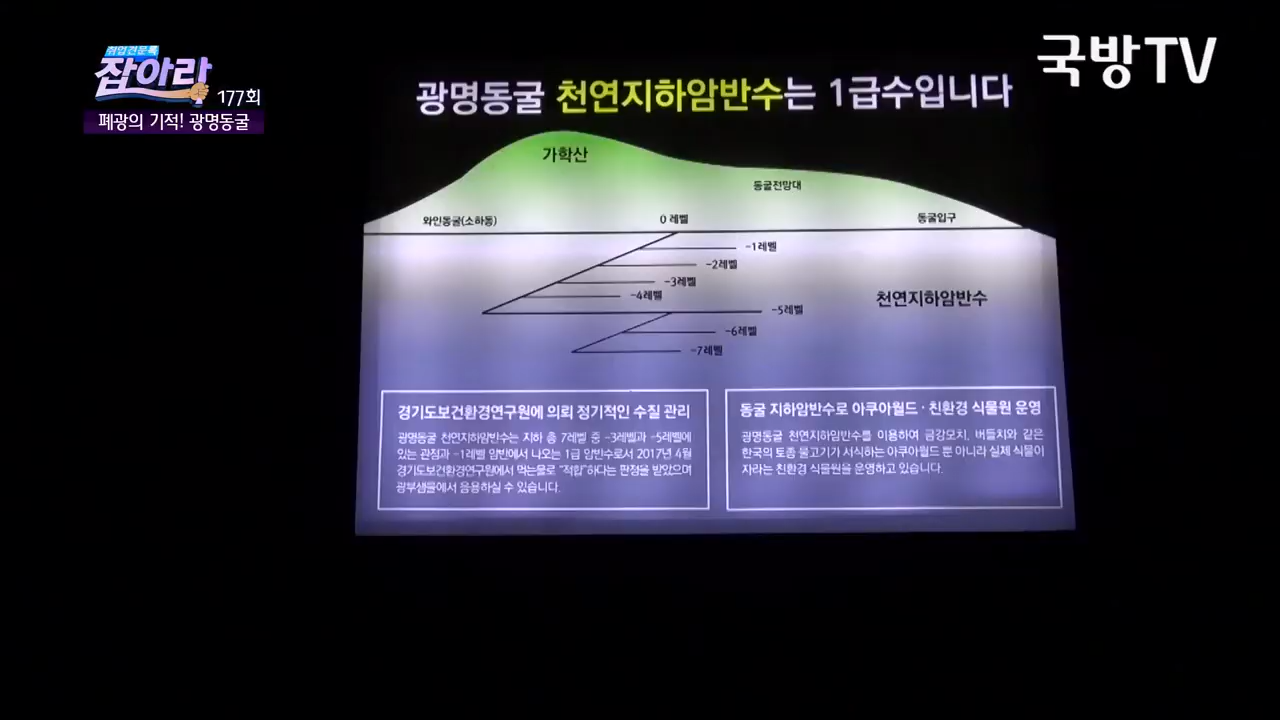 취업견문록
잡아라
177회
폐광의 기적! 광명동굴
국방TV
광명동굴 천연지하암반수는 1급수입니다
가학산
동굴전망대
와인동굴(소하동)
0 레벨
동굴입구
-1레벨
-2레벨
-3레벨
-4레벨
천연지하암반수
-5레벨
-6레벨
-7레벨
경기도보건환경연구원에 의뢰 정기적인 수질 관리
광명동굴 천연지하암반수는 지하 총 7레벨 중 -3레벨과 -5레벨에
있는 관정과 -1레벨 암반에서 나오는 1급 암반수로서 2017년 4월
경기도보건환경연구원에서 먹는물로 "적합"하다는 판정을 받았으며
광부샘물에서 음용하실 수 있습니다.
동굴 지하암반수로 아쿠아월드 · 친환경 식물원 운영
광명동굴 천연지하암반수를 이용하여 금강모치, 버들치와 같은
한국의 토종 물고기가 서식하는 아쿠아월드 뿐 아니라 실제 식물이
자라는 친환경 식물원을 운영하고 있습니다.